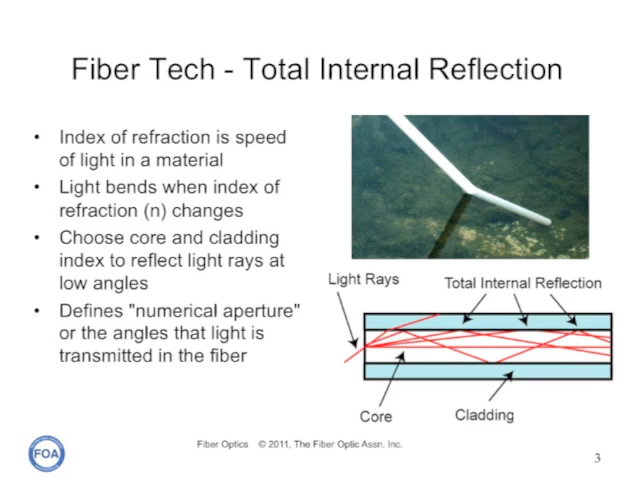 Fiber Tech - Total Internal Reflection
• Index of refraction is speed
of light in a material
• Light bends when index of
refraction (n) changes
• Choose core and cladding
index to reflect light rays at
low angles
• Defines "numerical aperture"
or the angles that light is
transmitted in the fiber
Light Rays
Total Internal Reflection
Core
Cladding
FOA
Fiber Optics © 2011, The Fiber Optic Assn. Inc.
3